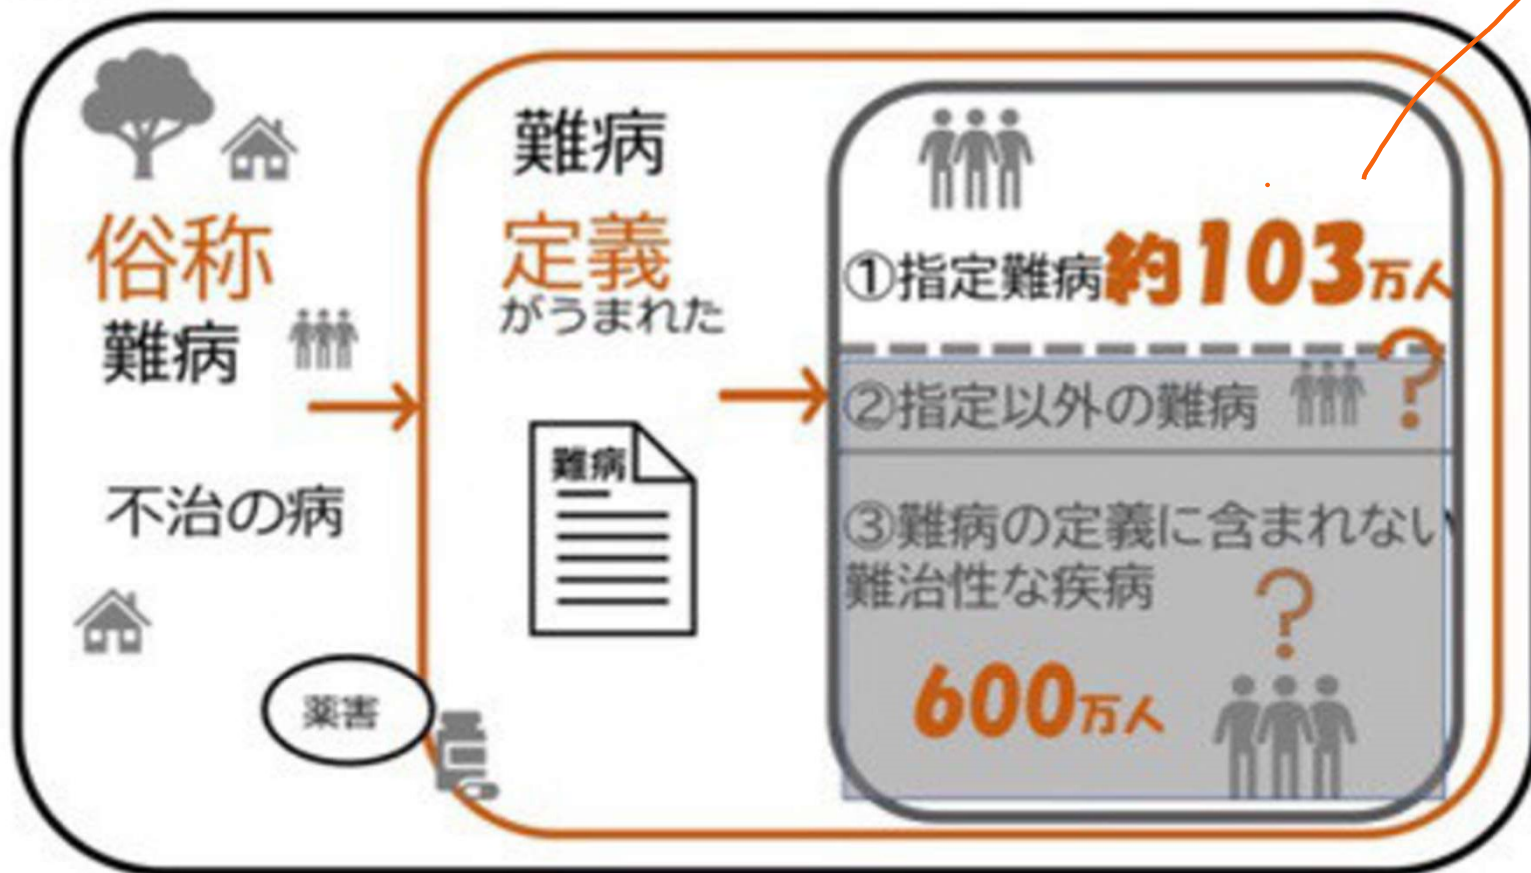 俗称
難病
不治の病
薬害
難病
定義
がうまれた
難病
①指定難病約103万人
?
②指定以外の難病
③難病の定義に含まれない
難治性な疾病
?
600万人